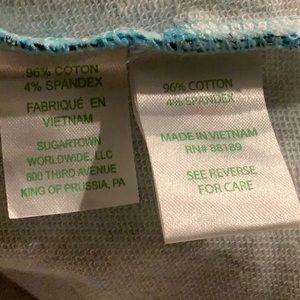 96% COTON
4% SPANDEX
FABRIQUÉ EN
VIETNAM
SUGARTOWN
WORLDWIDE, LLC
800 THIRD AVENUE
KING OF PRUSSIA, PA
96% COTTON
4% SPANDEX
MADE IN VIETNAM
RN# 88189
SEE REVERSE
FOR CARE